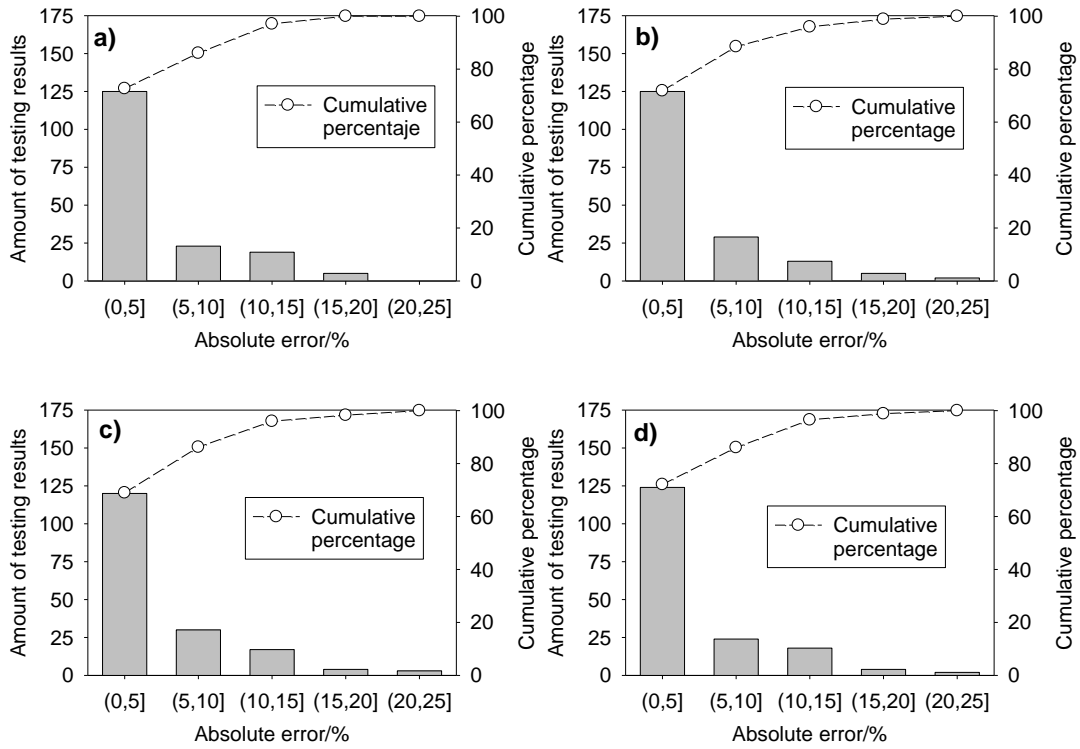 a)
Amount of testing results
175
150
125
100
75
50
25
0
Cumulative
percentaje
100
80
60
40
20
0
Cumulative percentage
(0,5] (5,10] (10,15] (15,20] (20,25]
Absolute error/%
b)
Amount of testing results
175
150
125
100
75
50
25
0
Cumulative
percentage
100
80
60
40
20
0
Cumulative percentage
(0,5] (5,10] (10,15] (15,20] (20,25]
Absolute error/%
c)
Amount of testing results
175
150
125
100
75
50
25
0
Cumulative
percentage
100
80
60
40
20
0
Cumulative percentage
(0,5] (5,10] (10,15] (15,20] (20,25]
Absolute error/%
d)
Amount of testing results
175
150
125
100
75
50
25
0
Cumulative
percentage
100
80
60
40
20
0
Cumulative percentage
(0,5] (5,10] (10,15] (15,20] (20,25]
Absolute error/%